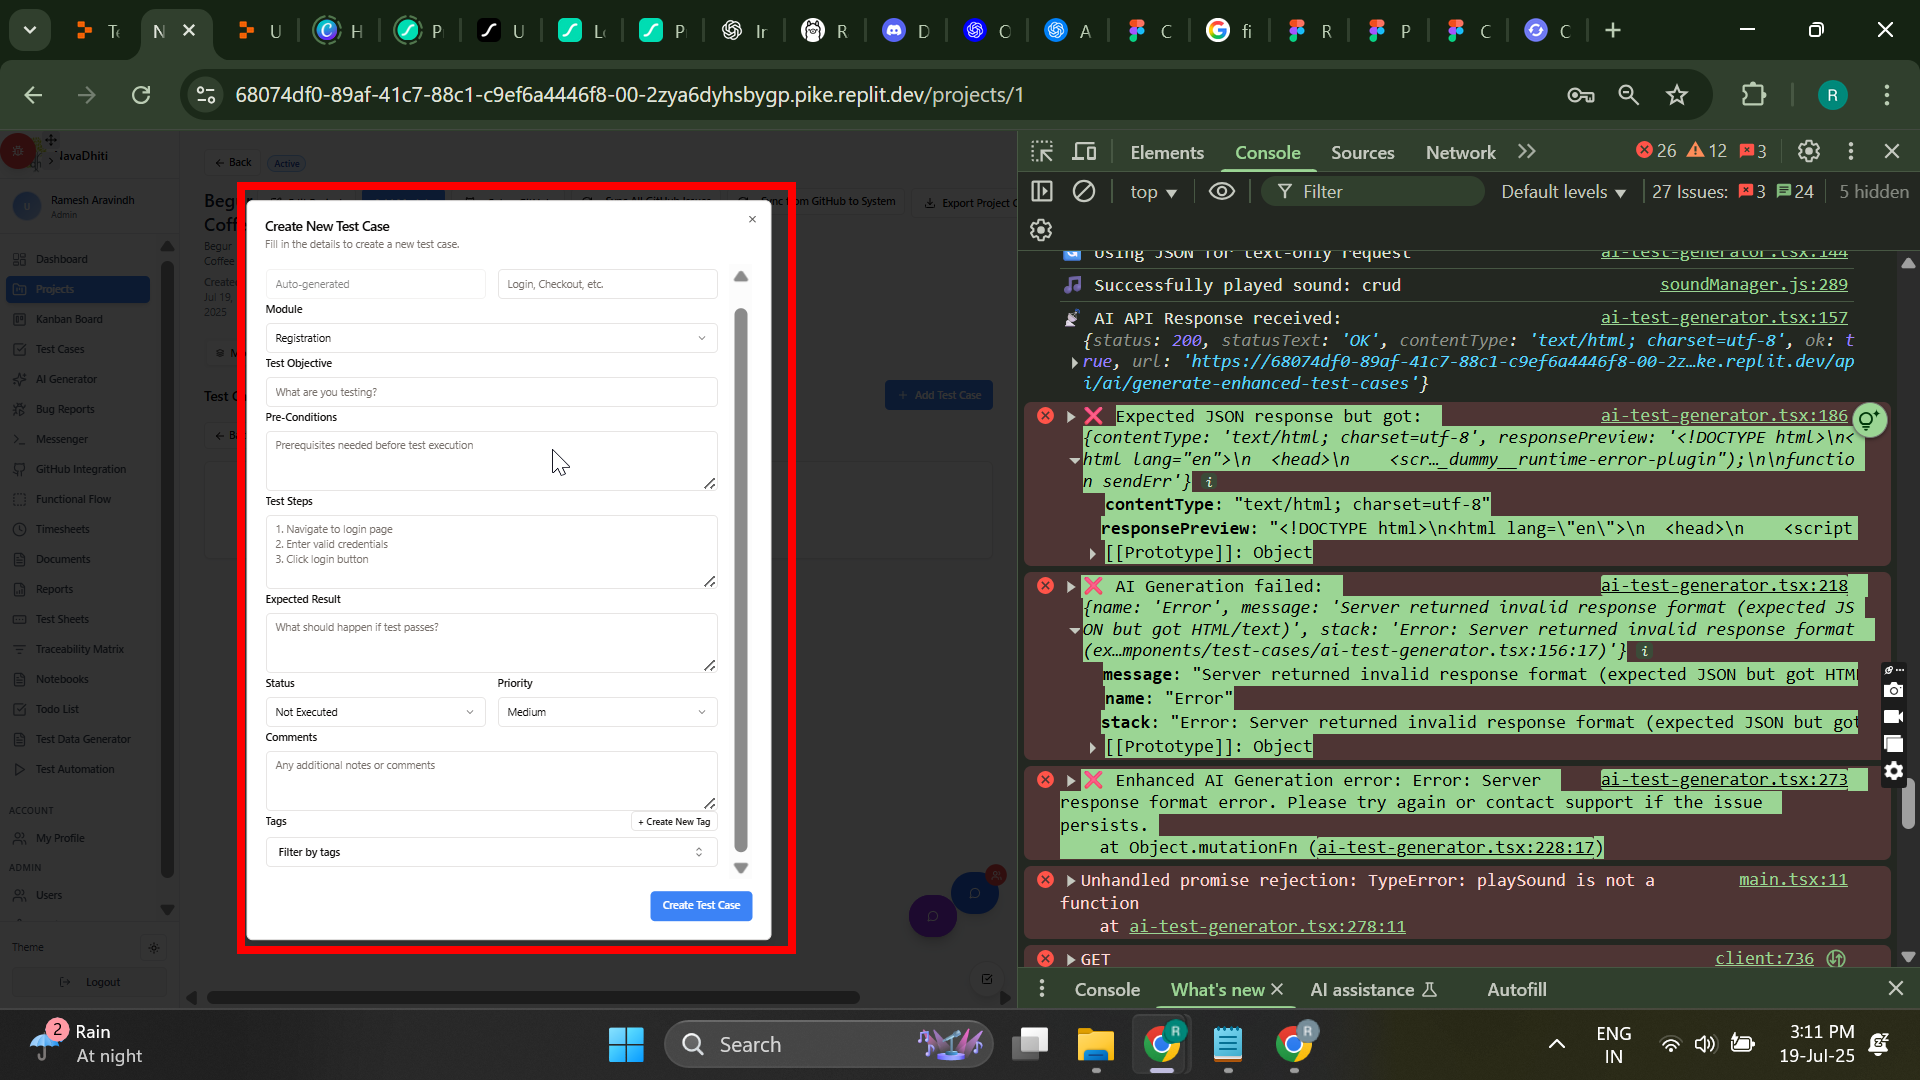 Te
N
U
H
P
U
Lo
P
In
R
D
O
A
C
fi
R
P
C
C
68074df0-89af-41c7-88c1-c9ef6a4446f8-00-2zya6dyhsbygp.pike.replit.dev/projects/1
R
NavaDhiti
Ramesh Aravindh
Admin
Dashboard
Projects
Kanban Board
Test Cases
AI Generator
Bug Reports
Messenger
GitHub Integration
Functional Flow
Timesheets
Documents
Reports
Test Sheets
Traceability Matrix
Notebooks
Todo List
Test Data Generator
Test Automation
ACCOUNT
My Profile
ADMIN
Users
Theme
Logout
Back
Active
Begur
Coffee
Created
Jul 19,
2025
Sync from GitHub to System
Export Project
Add Test Case
Create New Test Case
Fill in the details to create a new test case.
Auto-generated
Login, Checkout, etc.
Module
Registration
Test Objective
What are you testing?
Pre-Conditions
Prerequisites needed before test execution
Test Steps
1. Navigate to login page
2. Enter valid credentials
3. Click login button
Expected Result
What should happen if test passes?
Status
Priority
Not Executed
Medium
Comments
Any additional notes or comments
Tags
+ Create New Tag
Filter by tags
Create Test Case
Elements
Console
Sources
Network
26
12
3
top
Filter
Default levels
27 Issues:
3
24
5 hidden
Using JSON for text-only request
ai-test-generator.tsx:144
Successfully played sound: crud
soundManager.js:289
AI API Response received:
ai-test-generator.tsx:157
{status: 200, statusText: 'OK', contentType: 'text/html; charset=utf-8', ok: t
rue, url: 'https://68074df0-89af-41c7-88c1-c9ef6a4446f8-00-2z…ke.replit.dev/ap
i/ai/generate-enhanced-test-cases'}
Expected JSON response but got:
ai-test-generator.tsx:186
{contentType: 'text/html; charset=utf-8', responsePreview: '<!DOCTYPE html>\n<
html lang="en">\n  <head>\n    <scr…_dummy__runtime-error-plugin");\n\nfunctio
n sendErr'}
contentType: "text/html; charset=utf-8"
responsePreview: "<!DOCTYPE html>\n<html lang=\"en\">\n  <head>\n    <script
[[Prototype]]: Object
AI Generation failed:
ai-test-generator.tsx:218
{name: 'Error', message: 'Server returned invalid response format (expected JS
ON but got HTML/text)', stack: 'Error: Server returned invalid response format
(ex…mponents/test-cases/ai-test-generator.tsx:156:17)'}
message: "Server returned invalid response format (expected JSON but got HTM
name: "Error"
stack: "Error: Server returned invalid response format (expected JSON but got
[[Prototype]]: Object
Enhanced AI Generation error: Error: Server
ai-test-generator.tsx:273
response format error. Please try again or contact support if the issue
persists.
at Object.mutationFn (ai-test-generator.tsx:228:17)
Unhandled promise rejection: TypeError: playSound is not a
main.tsx:11
function
at ai-test-generator.tsx:278:11
GET
client:736
Console
What's new
AI assistance
Autofill
2
Rain
At night
Search
R
R
ENG
IN
3:11 PM
19-Jul-25